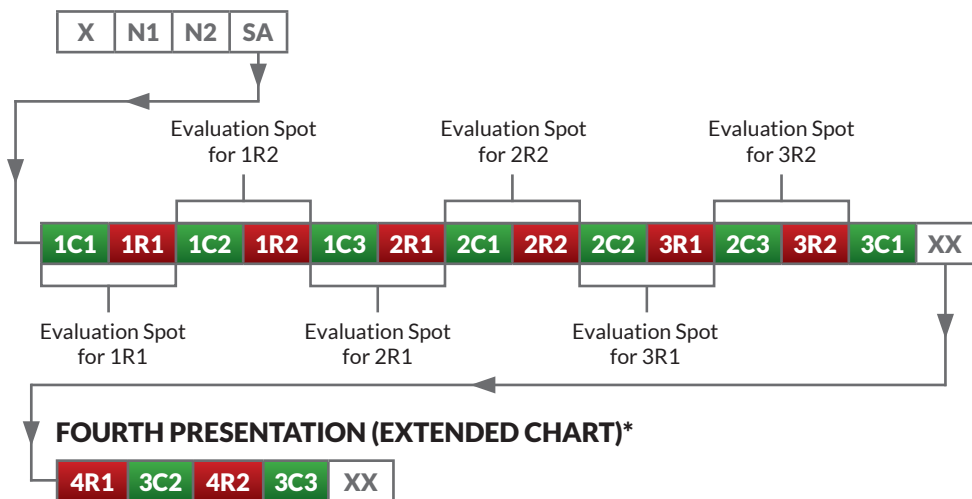 X N1 N2 SA
Evaluation Spot
for 1R2
Evaluation Spot
for 2R2
Evaluation Spot
for 3R2
1C1 1R1 1C2 1R2 1C3 2R1 2C1 2R2 2C2 3R1 2C3 3R2 3C1 XX
Evaluation Spot
for 1R1
Evaluation Spot
for 2R1
Evaluation Spot
for 3R1
FOURTH PRESENTATION (EXTENDED CHART)*
4R1 3C2 4R2 3C3 XX